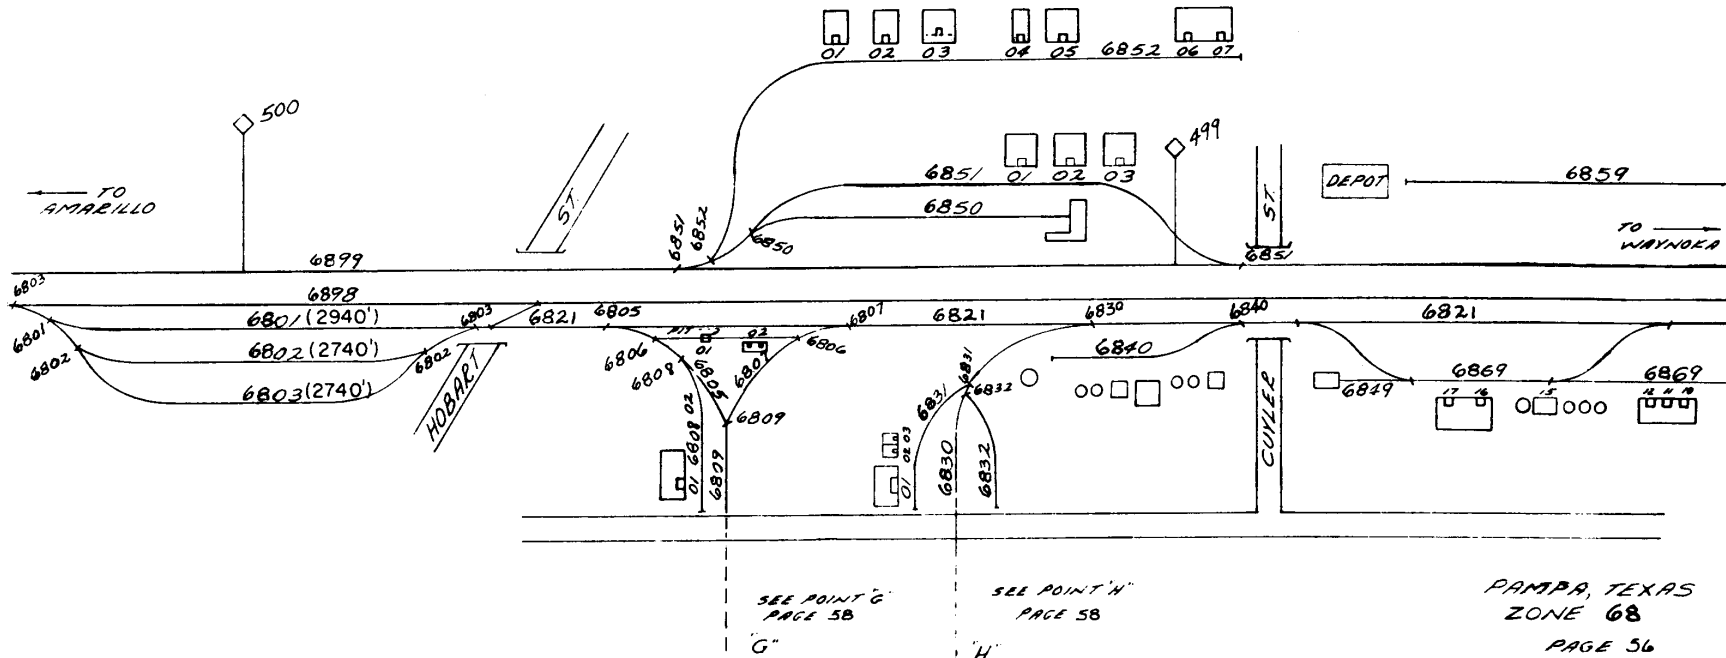 01 02 03 04 05 6852 06 07
500
499
01 02 03
6851
DEPOT
6859
← TO
AMARILLO
ST.
6850
ST.
6851
6852
6850
TO →
WAYNOKA
6899
6851
6803
6898
6801 (2940')
6803
6821
6805
6807
6821
6830
6840
6821
6801
6802 (2740')
6802
6802
PIT
02
01
6806
6806
6808
6805
6807
6840
6831
6832
6803 (2740')
HOBART
6849
6869
6869
17 16
15
12 11 10
6809
02
6808
01
6809
6831
03
02
01
6830
6832
CUYLER
SEE POINT "G"
PAGE 58
"G"
SEE POINT "H"
PAGE 58
"H"
PAMPA, TEXAS
ZONE 68
PAGE 56